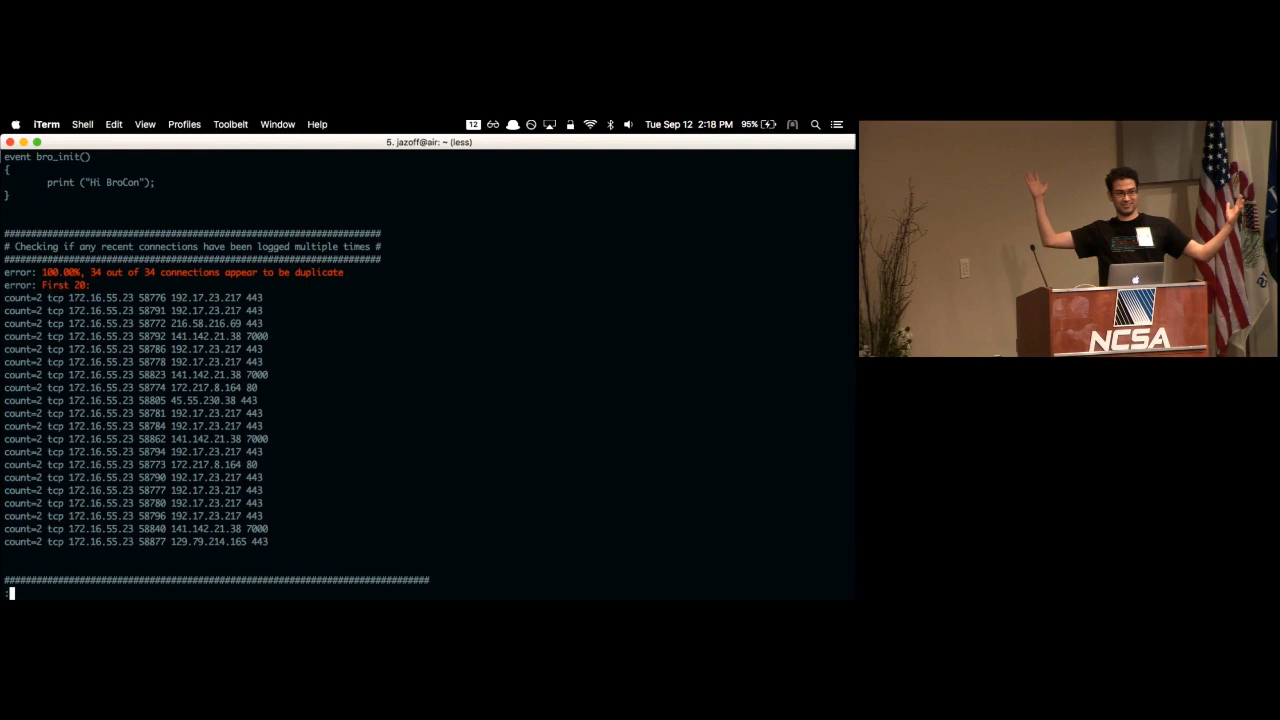 iTerm Shell Edit View Profiles Toolbelt Window Help 12 Tue Sep 12 2:18 PM 95%
5. jazoff@air: ~ (less)
event bro_init()
{
print ("Hi BroCon");
}
################################################################################
# Checking if any recent connections have been logged multiple times #
################################################################################
error: 100.00%, 34 out of 34 connections appear to be duplicate
error: First 20:
count=2 tcp 172.16.55.23 58776 192.17.23.217 443
count=2 tcp 172.16.55.23 58791 192.17.23.217 443
count=2 tcp 172.16.55.23 58772 216.58.216.69 443
count=2 tcp 172.16.55.23 58792 141.142.21.38 7000
count=2 tcp 172.16.55.23 58786 192.17.23.217 443
count=2 tcp 172.16.55.23 58778 192.17.23.217 443
count=2 tcp 172.16.55.23 58823 141.142.21.38 7000
count=2 tcp 172.16.55.23 58774 172.217.8.164 80
count=2 tcp 172.16.55.23 58805 45.55.230.38 443
count=2 tcp 172.16.55.23 58781 192.17.23.217 443
count=2 tcp 172.16.55.23 58784 192.17.23.217 443
count=2 tcp 172.16.55.23 58862 141.142.21.38 7000
count=2 tcp 172.16.55.23 58794 192.17.23.217 443
count=2 tcp 172.16.55.23 58773 172.217.8.164 80
count=2 tcp 172.16.55.23 58790 192.17.23.217 443
count=2 tcp 172.16.55.23 58777 192.17.23.217 443
count=2 tcp 172.16.55.23 58780 192.17.23.217 443
count=2 tcp 172.16.55.23 58796 192.17.23.217 443
count=2 tcp 172.16.55.23 58840 141.142.21.38 7000
count=2 tcp 172.16.55.23 58877 129.79.214.165 443
################################################################################
:
NCSA